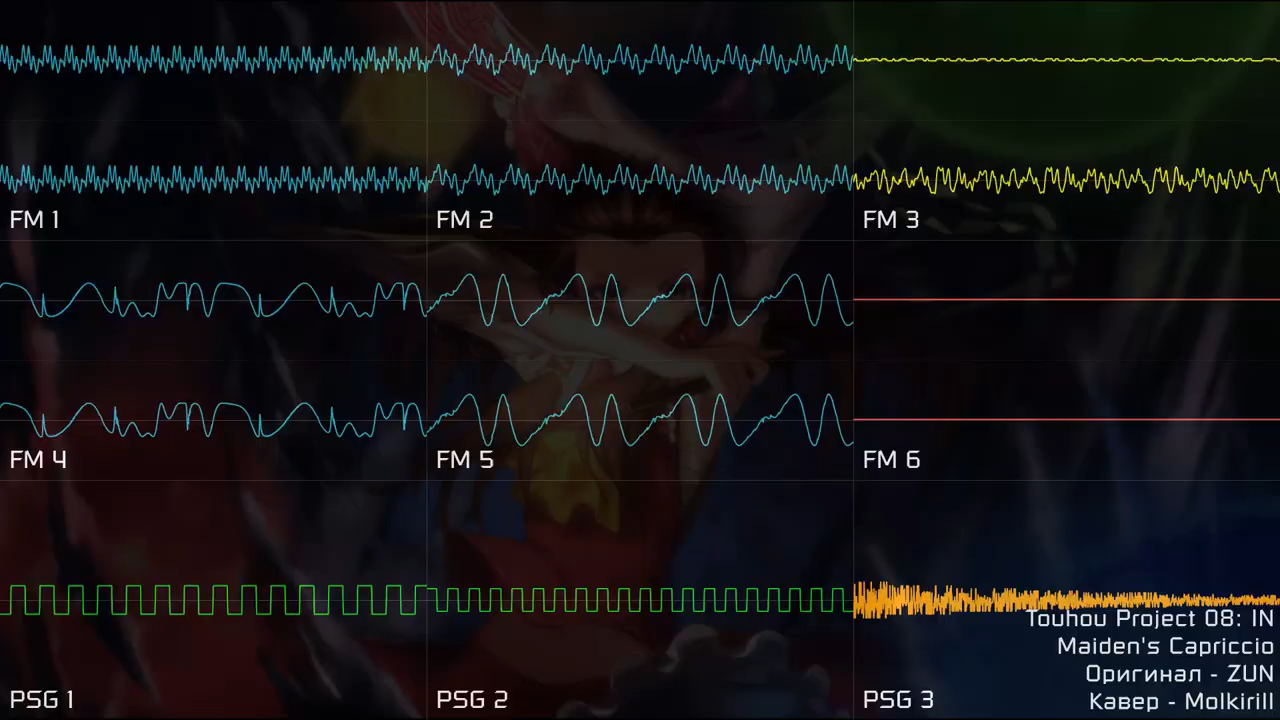 FM 1
FM 2
FM 3
FM 4
FM 5
FM 6
PSG 1
PSG 2
PSG 3
Touhou Project 08: IN
Maiden's Capriccio
Оригинал - ZUN
Кавер - Molkirill